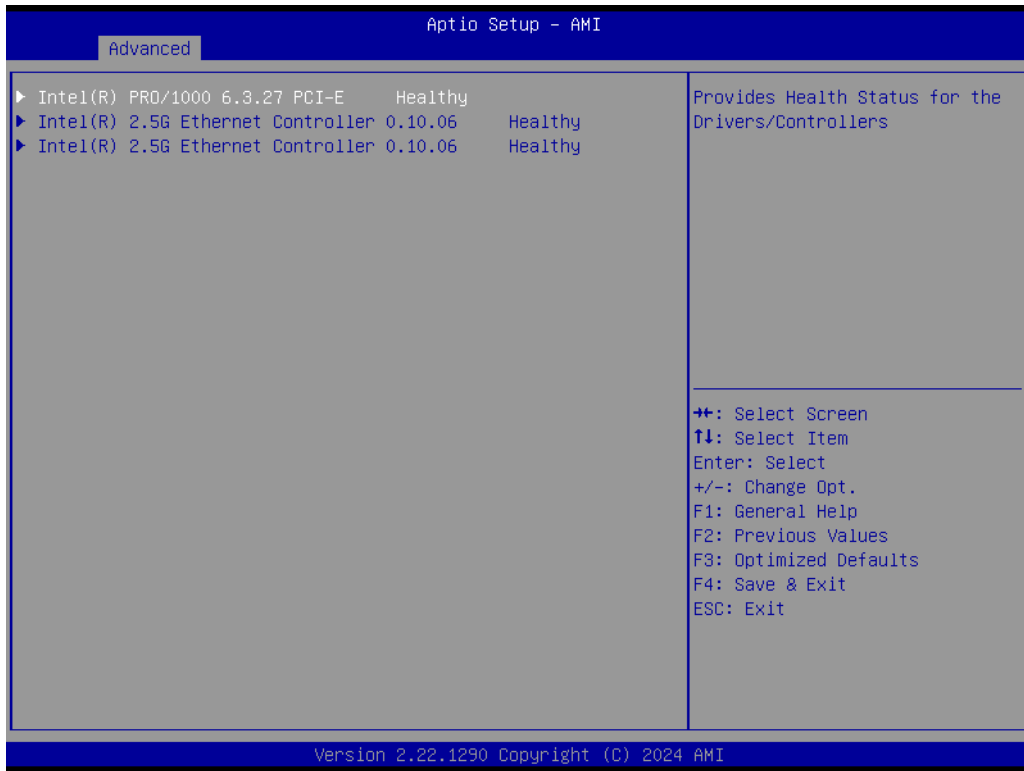 Aptio Setup – AMI
Advanced
▶ Intel(R) PRO/1000 6.3.27 PCI-E Healthy
▶ Intel(R) 2.5G Ethernet Controller 0.10.06 Healthy
▶ Intel(R) 2.5G Ethernet Controller 0.10.06 Healthy
Provides Health Status for the
Drivers/Controllers
→←: Select Screen
↑↓: Select Item
Enter: Select
+/-: Change Opt.
F1: General Help
F2: Previous Values
F3: Optimized Defaults
F4: Save & Exit
ESC: Exit
Version 2.22.1290 Copyright (C) 2024 AMI